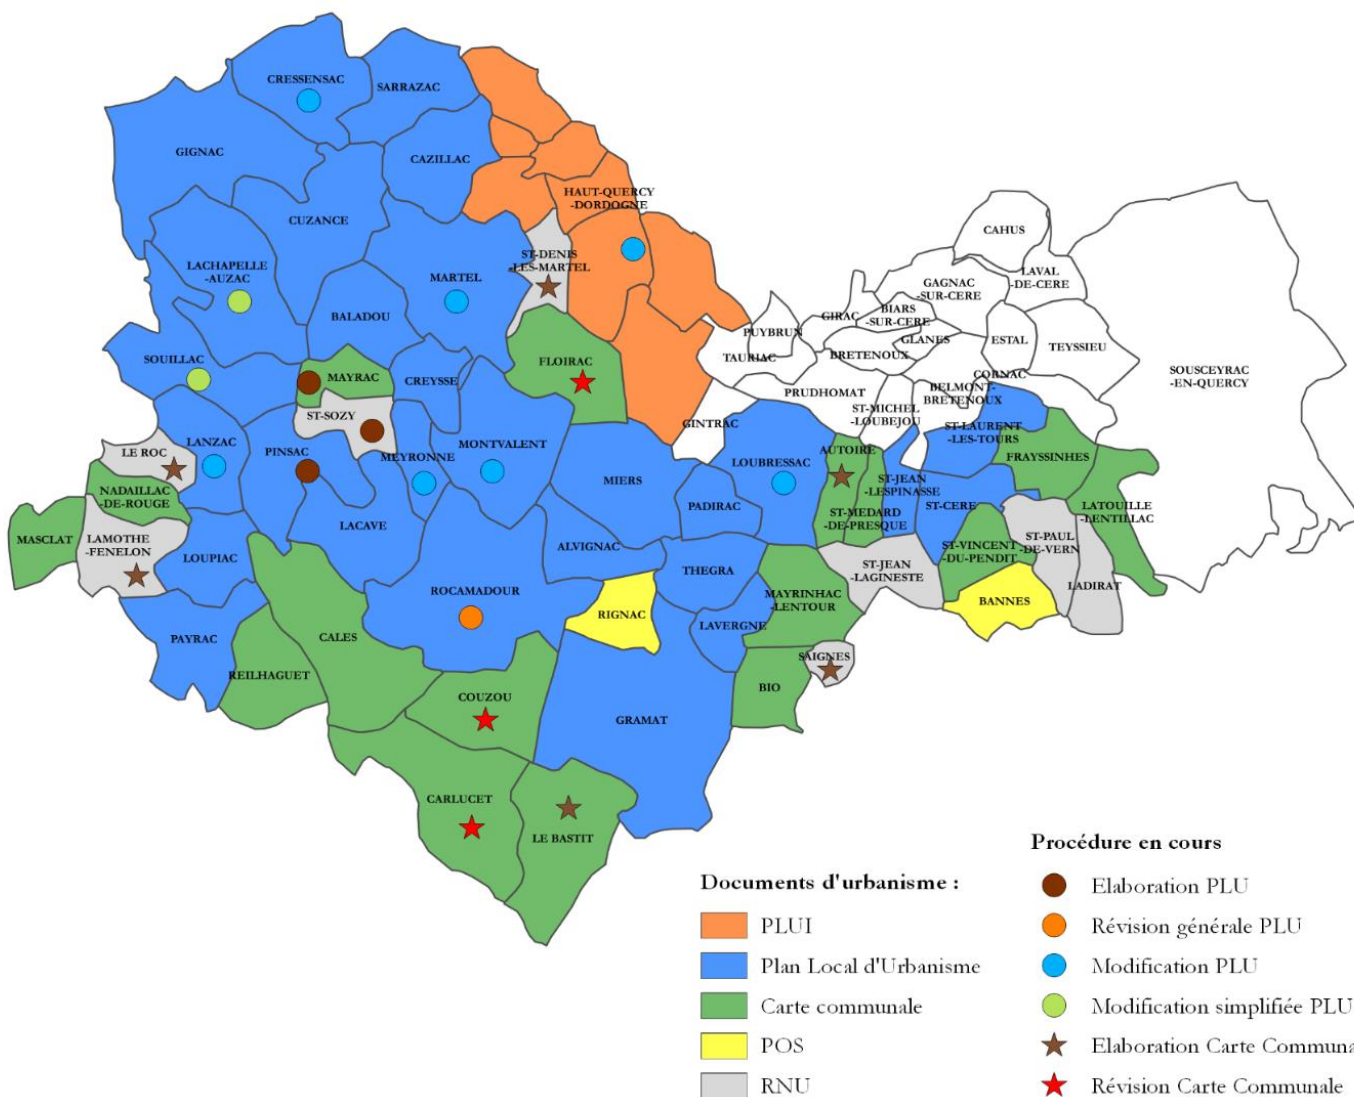 CRESSENSAC
SARRAZAC
GIGNAC
CAZILLAC
HAUT-QUERCY
-DORDOGNE
CUZANCE
CAHUS
ST-DENIS
-LES-MARTEL
LACHAPELLE
-AUZAC
MARTEL
LAVAL
-DE-CERE
GAGNAC
-SUR-CERE
BALADOU
GIRAC
BIARS
-SUR-CERE
PUYBRUN
GLANES
ESTAL
TEYSSIEU
TAURIAC
BRETENOUX
SOUILLAC
MAYRAC
CREYSSE
FLOIRAC
SOUSCEYRAC
-EN-QUERCY
CORNAC
PRUDHOMAT
BELMONT-
BRETENOUX
ST-SOZY
ST-MICHEL
-LOUBEJOU
GINTRAC
ST-LAURENT
-LES-TOURS
LANZAC
LE ROC
PINSAC
MEYRONNE
MONTVALENT
LOUBRESSAC
AUTOIRE
FRAYSSINHES
MIERS
ST-JEAN
-LESPINASSE
NADAILLAC
-DE-ROUGE
LACAVE
PADIRAC
ST-MEDARD
-DE-PRESQUE
ST-CERE
LATOUILLE
-LENTILLAC
MASCLAT
LAMOTHE
-FENELON
LOUPIAC
ALVIGNAC
ST-VINCENT
-DU-PENDIT
ST-PAUL
-DE-VERN
THEGRA
ST-JEAN
-LAGINESTE
LADIRAT
ROCAMADOUR
MAYRINHAC
-LENTOUR
BANNES
RIGNAC
PAYRAC
CALES
LAVERGNE
REILHAGUET
SAIGNES
COUZOU
BIO
GRAMAT
CARLUCET
LE BASTIT
Documents d'urbanisme :
PLUI
Plan Local d'Urbanisme
Carte communale
POS
RNU
Procédure en cours
Elaboration PLU
Révision générale PLU
Modification PLU
Modification simplifiée PLU
Elaboration Carte Communa
Révision Carte Communale